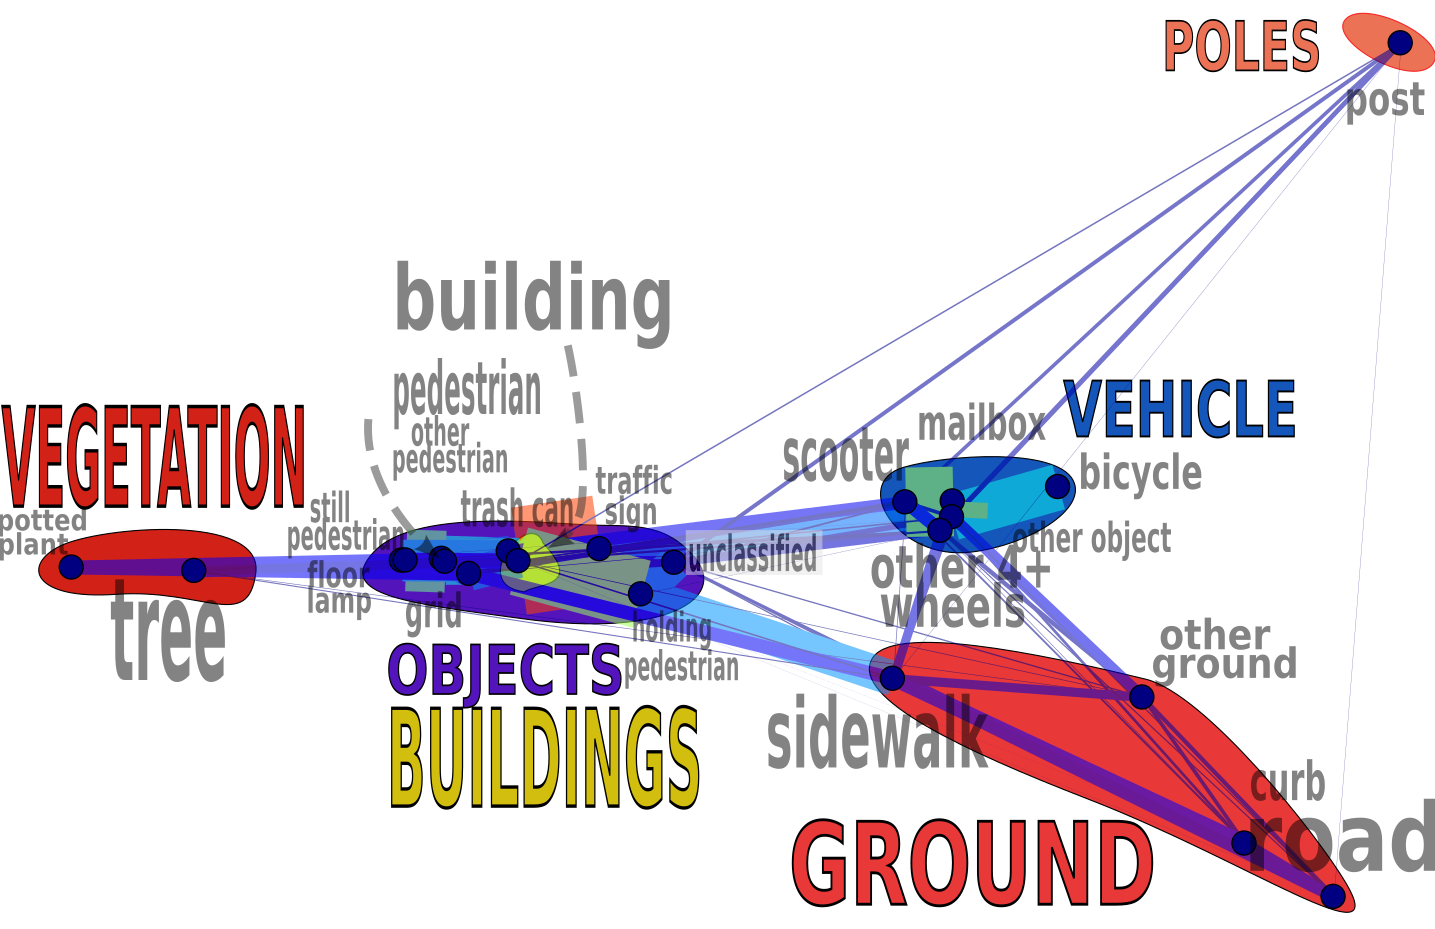 POLES
post
building
pedestrian
other
pedestrian
VEGETATION
VEHICLE
mailbox
scooter
bicycle
traffic
sign
trash can
still
pedestrian
potted
plant
other object
unclassified
floor
lamp
grid
tree
other 4+
wheels
holding
pedestrian
OBJECTS
BUILDINGS
other
ground
sidewalk
curb
road
GROUND